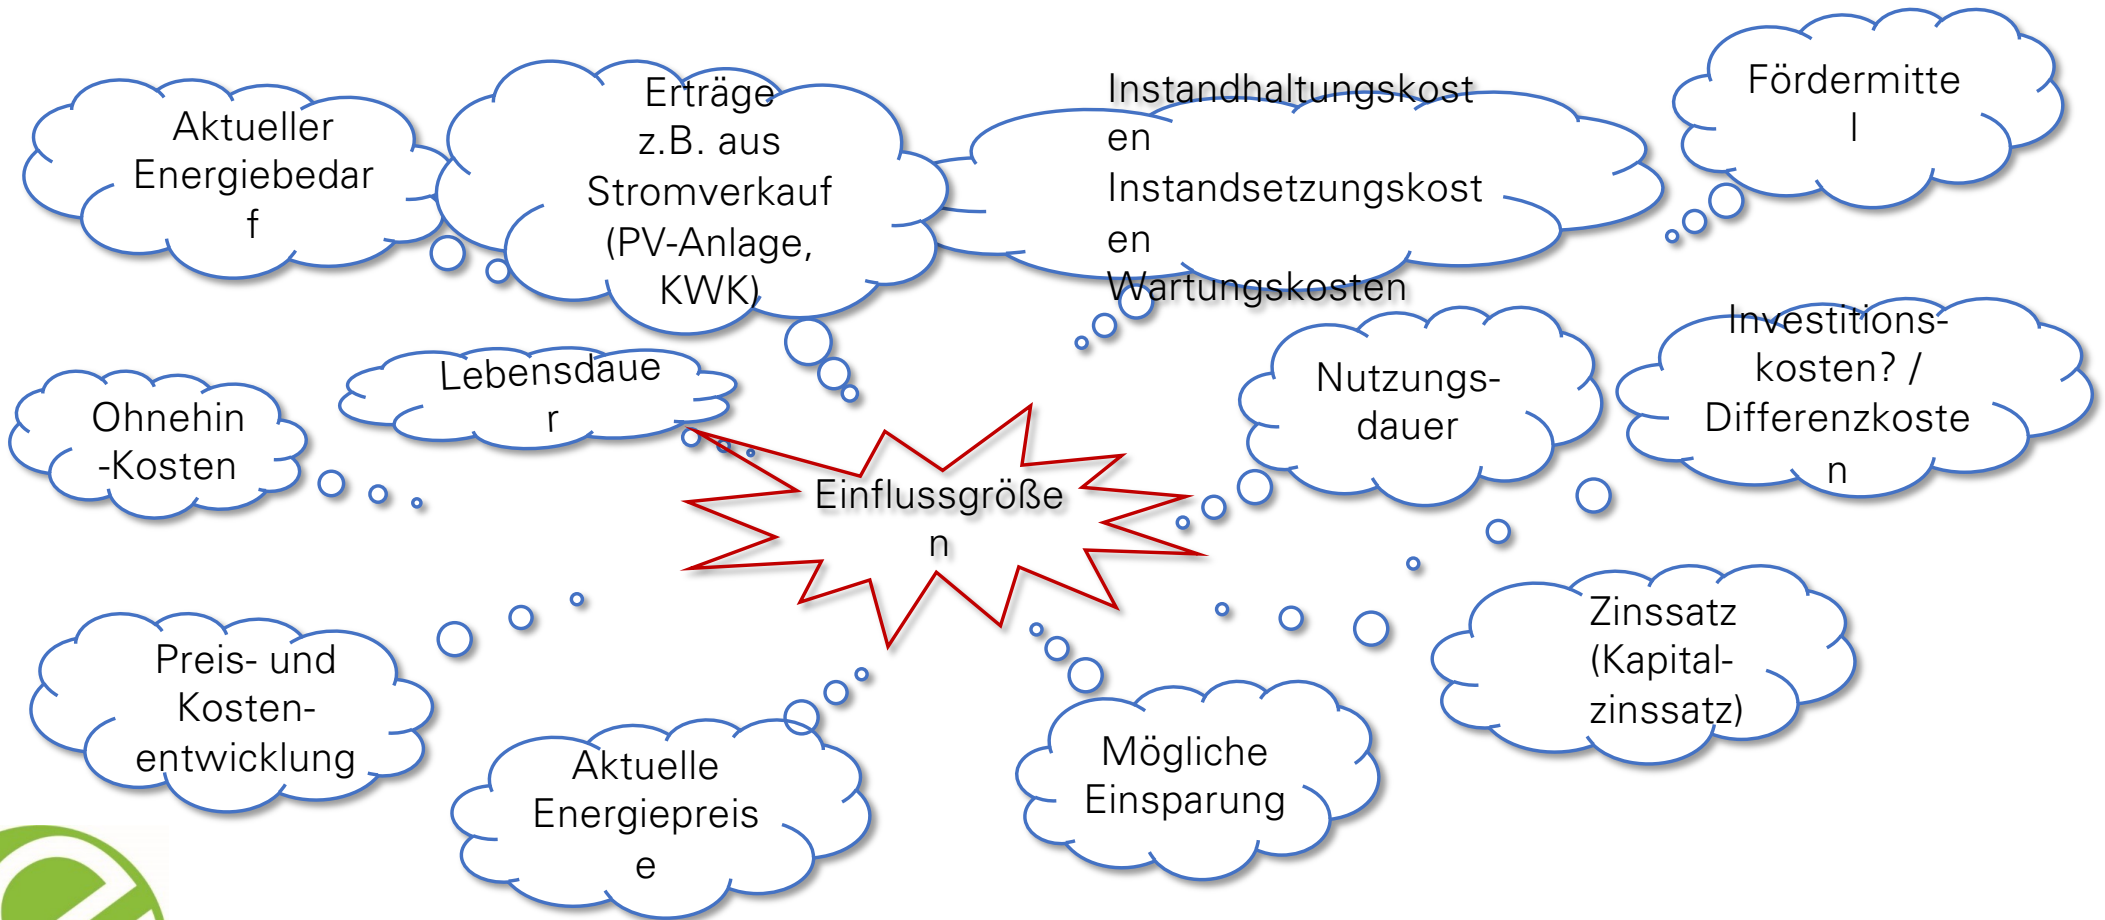 Aktueller
Energiebedar
f
Erträge
z.B. aus
Stromverkauf
(PV-Anlage,
KWK)
Instandhaltungskost
en
Instandsetzungskost
en
Wartungskosten
Fördermitte
l
Ohnehin
-Kosten
Lebensdaue
r
Nutzungs-
dauer
Investitions-
kosten? /
Differenzkoste
n
Einflussgröße
n
Preis- und
Kosten-
entwicklung
Aktuelle
Energiepreis
e
Mögliche
Einsparung
Zinssatz
(Kapital-
zinssatz)